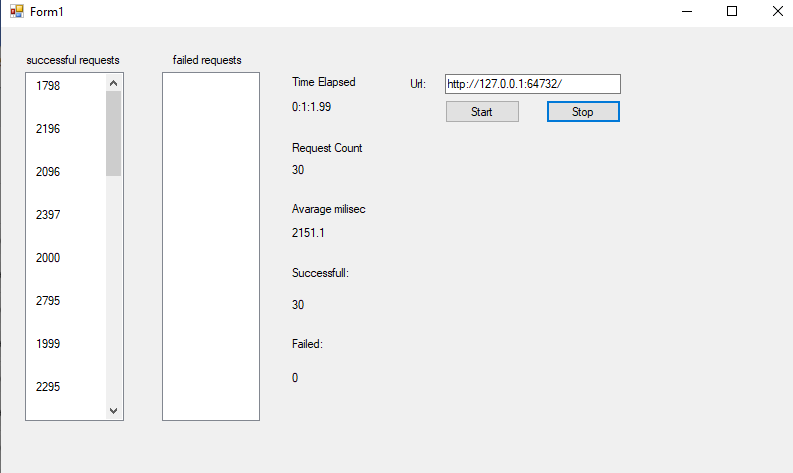 Form1
successful requests
1798
2196
2096
2397
2000
2795
1999
2295
failed requests
Time Elapsed
0:1:1.99
Request Count
30
Avarage milisec
2151.1
Successfull:
30
Failed:
0
Url: http://127.0.0.1:64732/
Start Stop